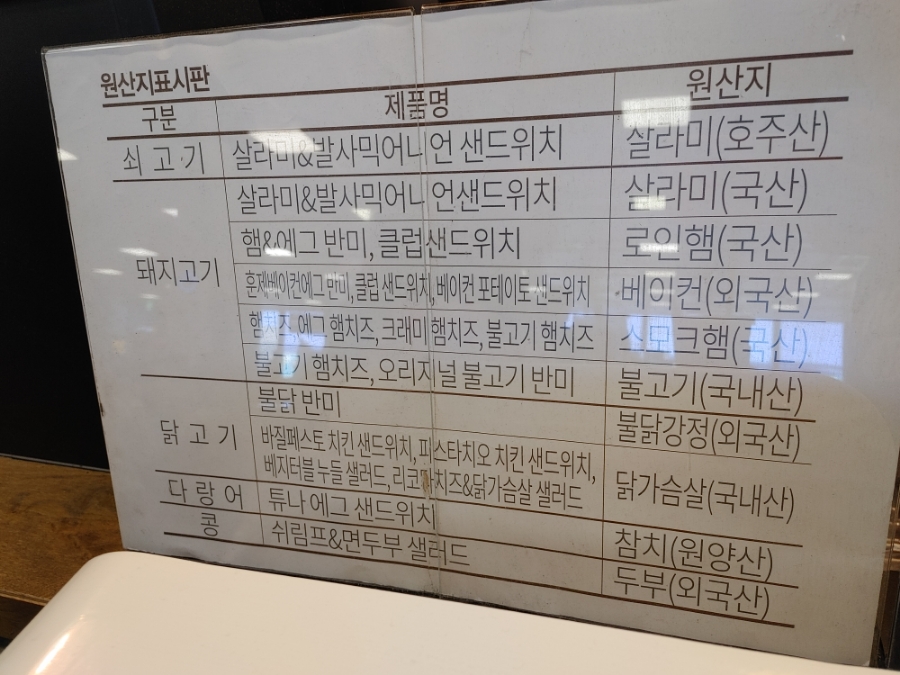 원산지표시판
구분 제품명 원산지
쇠 고 기 살라미&발사믹어니언 샌드위치 살라미(호주산)
살라미&발사믹어니언샌드위치 살라미(국산)
돼지고기 햄&에그 반미, 클럽샌드위치 로인햄(국산)
훈제베이컨에그 반미, 클럽 샌드위치, 베이컨 포테이토 샌드위치 베이컨(외국산)
햄치즈, 에그 햄치즈, 크래미 햄치즈, 불고기 햄치즈 스모크햄(국산)
불고기 햄치즈, 오리지널 불고기 반미 불고기(국내산)
불닭 반미 불닭강정(외국산)
닭 고 기 바질페스토 치킨 샌드위치, 피스타치오 치킨 샌드위치,
베지터블 누들 샐러드, 리코타치즈&닭가슴살 샐러드 닭가슴살(국내산)
다 랑 어 튜나 에그 샌드위치 참치(원양산)
콩 쉬림프&면두부 샐러드 두부(외국산)